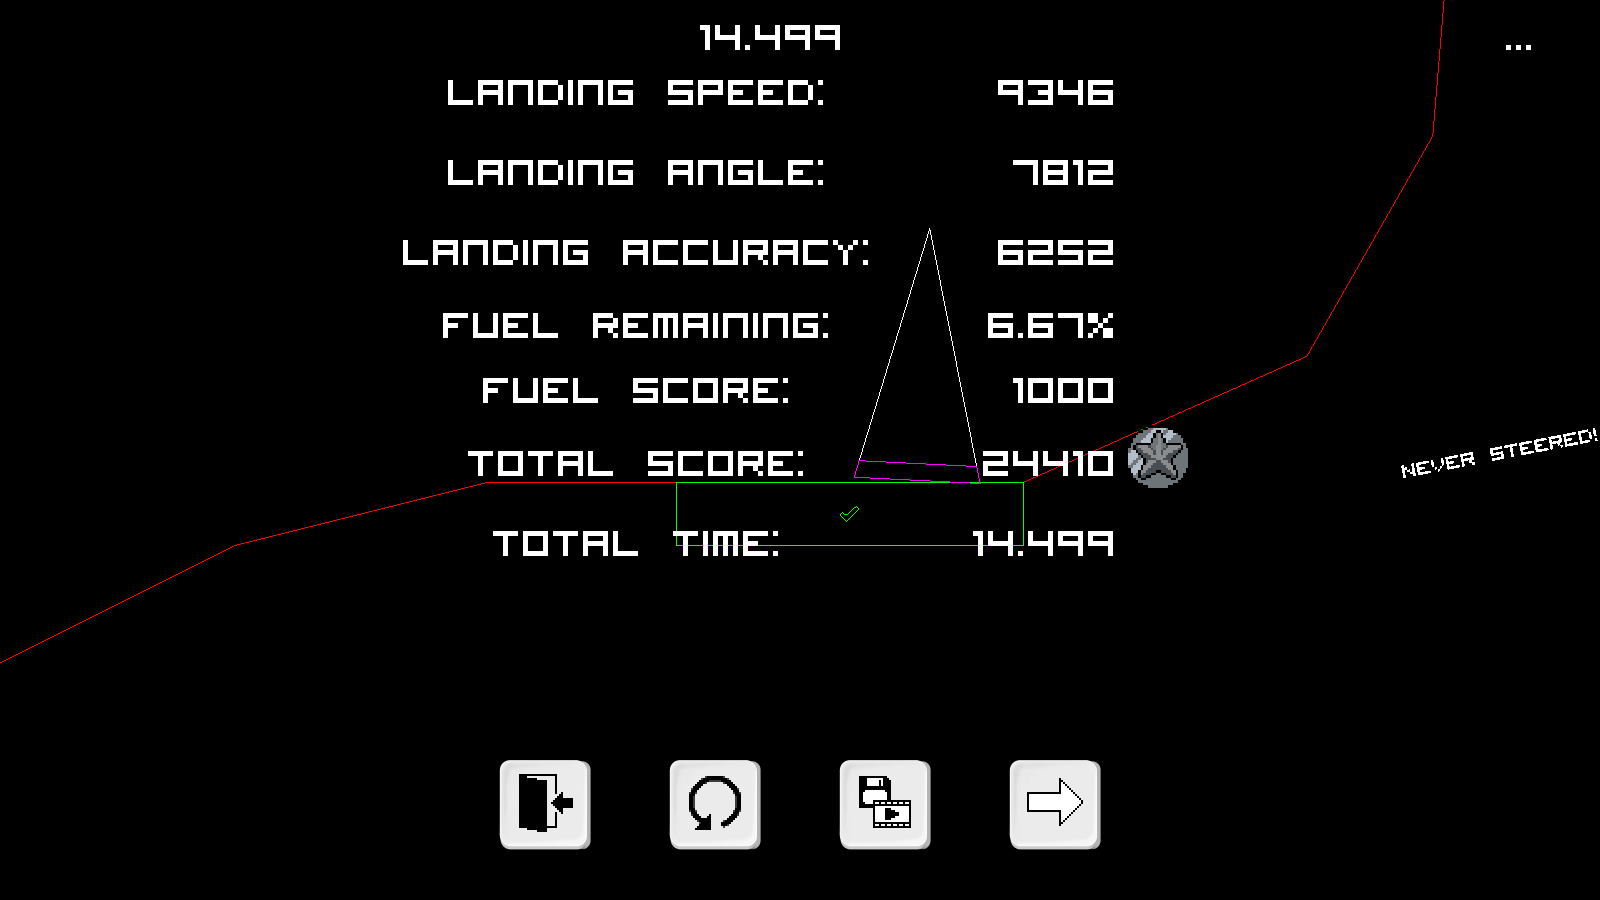 14.499
...
LANDING SPEED: 9346
LANDING ANGLE: 7812
LANDING ACCURACY: 6252
FUEL REMAINING: 6.67%
FUEL SCORE: 1000
TOTAL SCORE: 24410
NEVER STEERED!
TOTAL TIME: 14.499